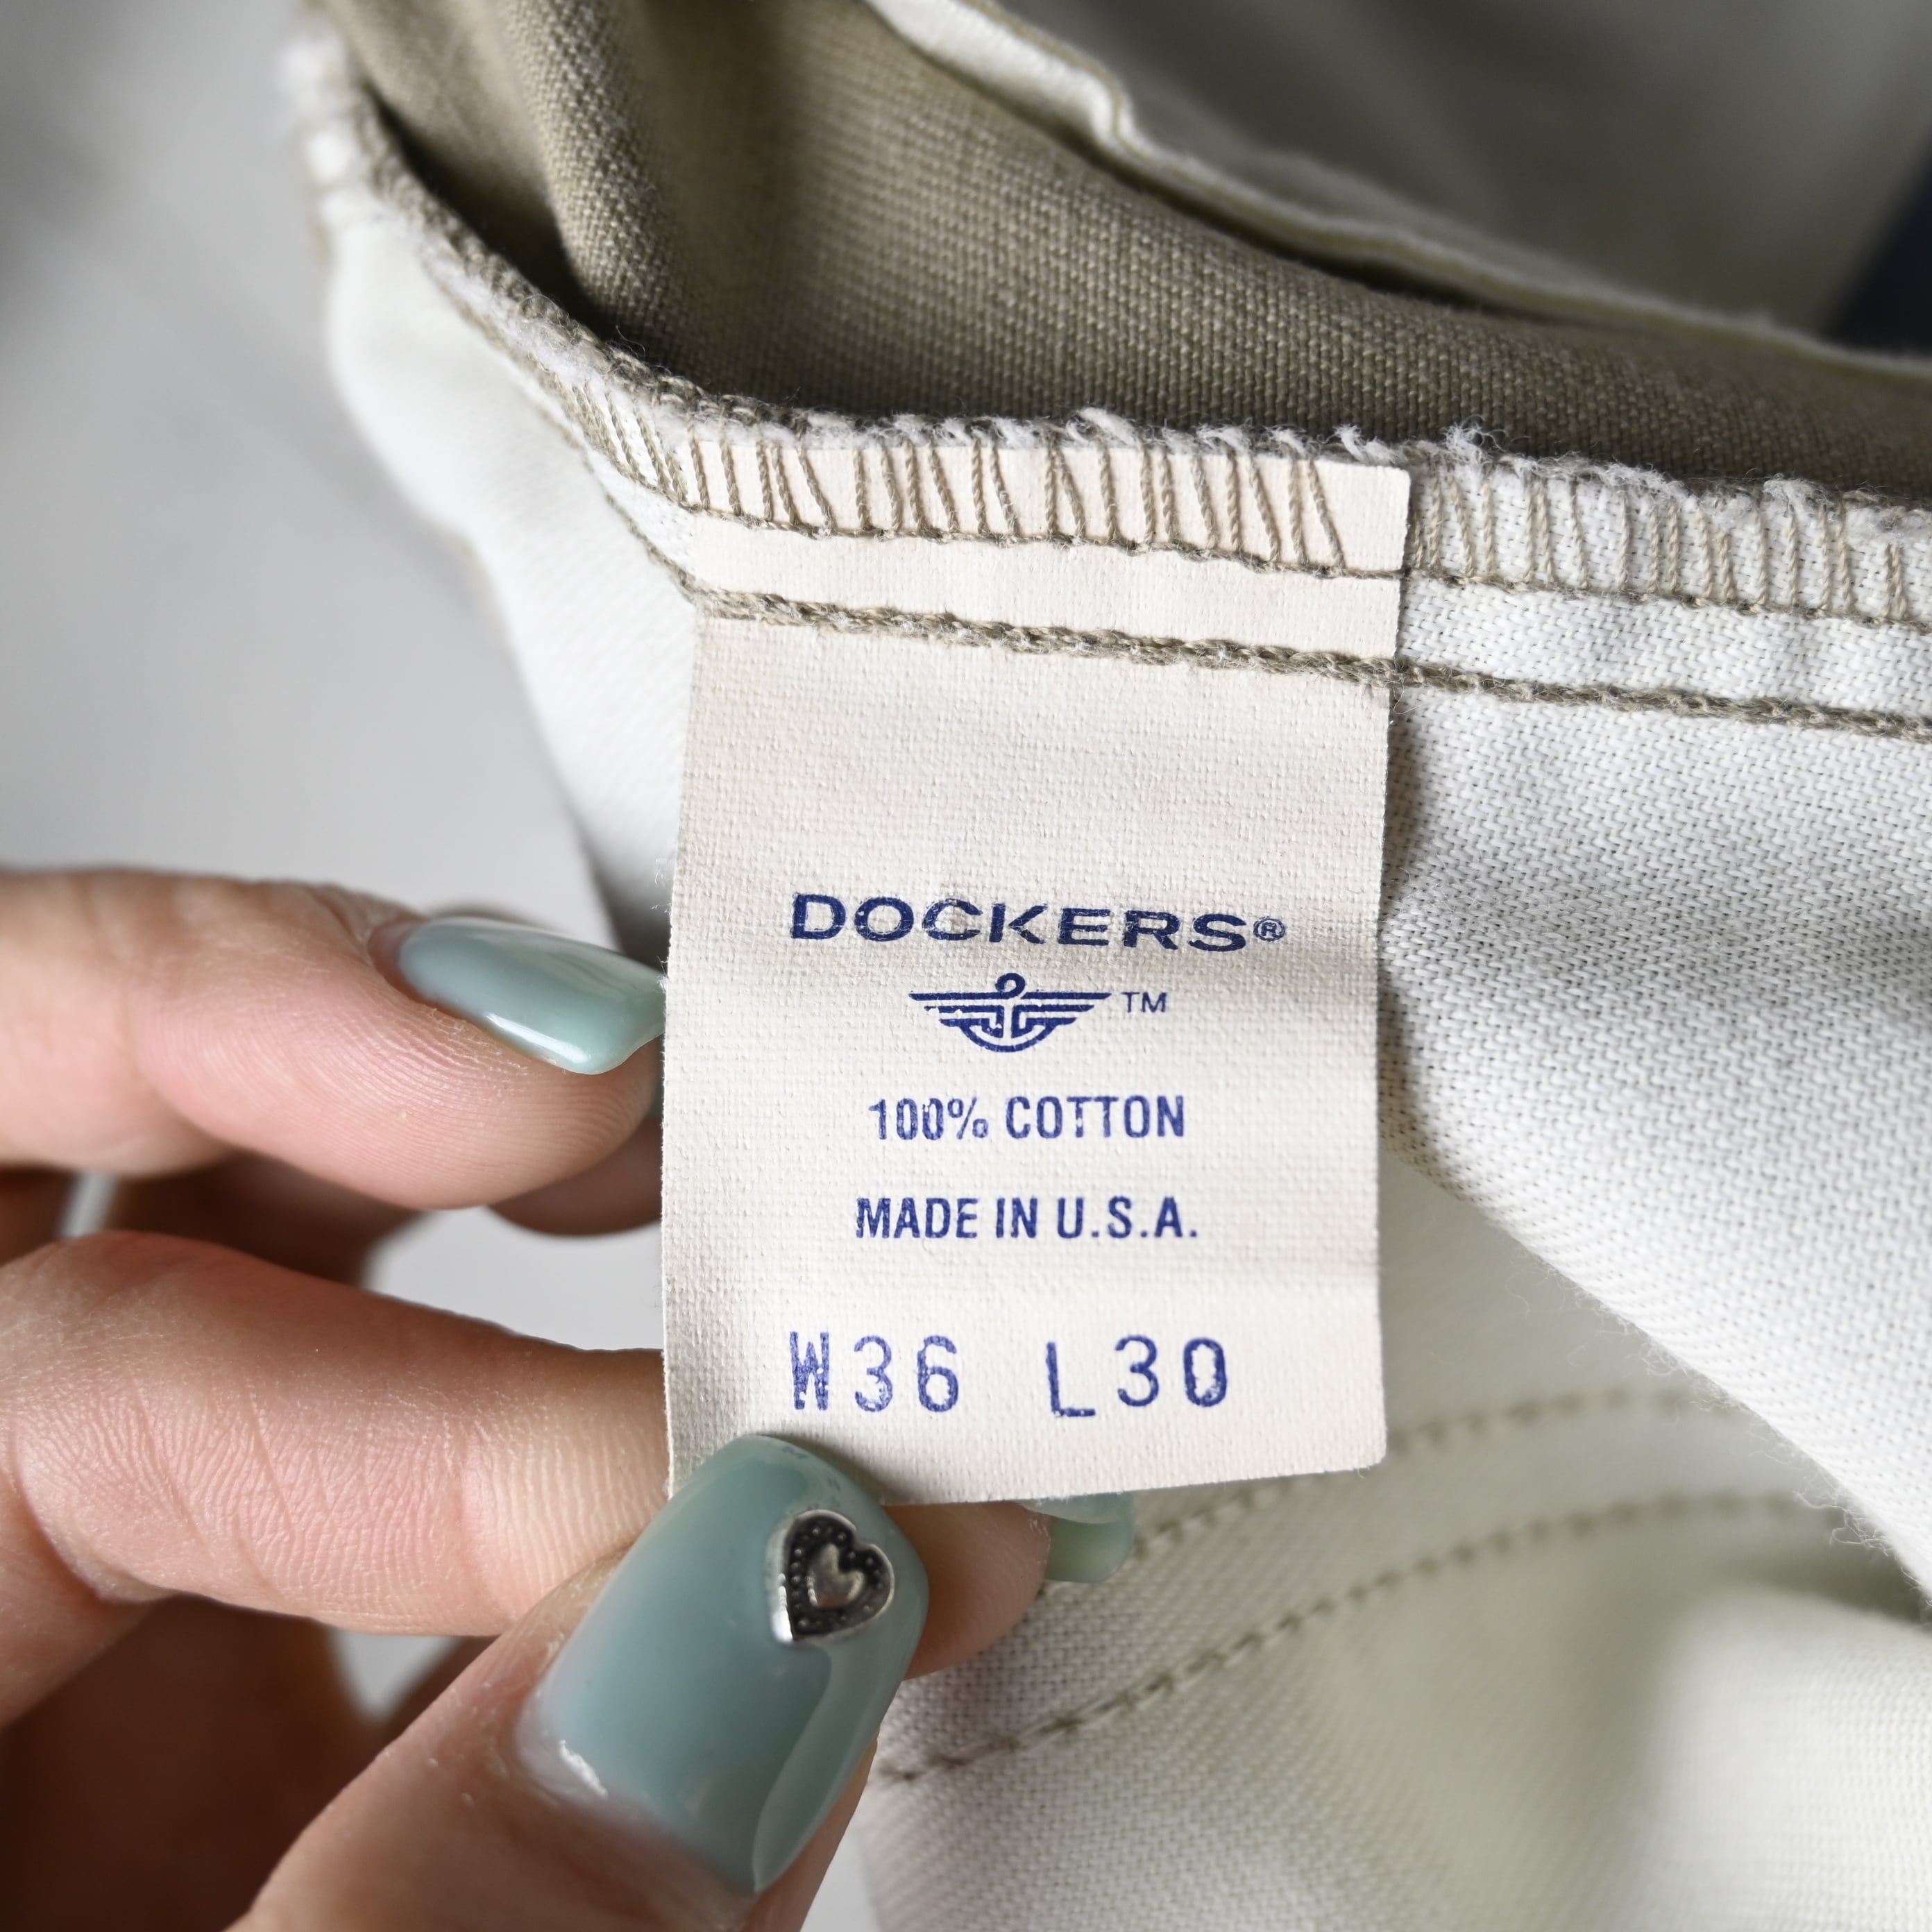 DOCKERS®
TM
100% COTTON
MADE IN U.S.A.
W36 L30